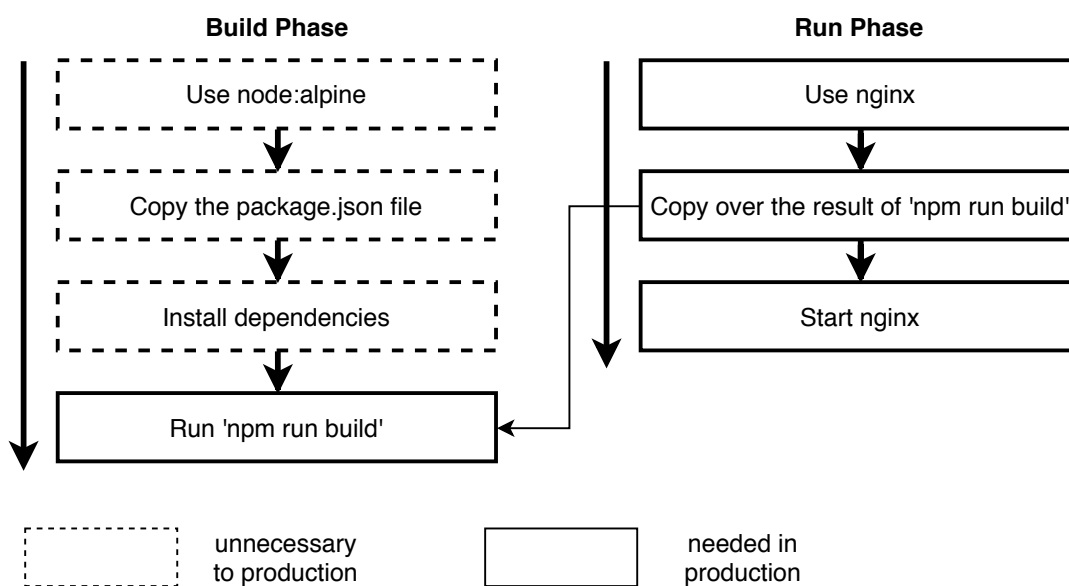 Build Phase
Use node:alpine
Copy the package.json file
Install dependencies
Run 'npm run build'
Run Phase
Use nginx
Copy over the result of 'npm run build'
Start nginx
unnecessary
to production
needed in
production